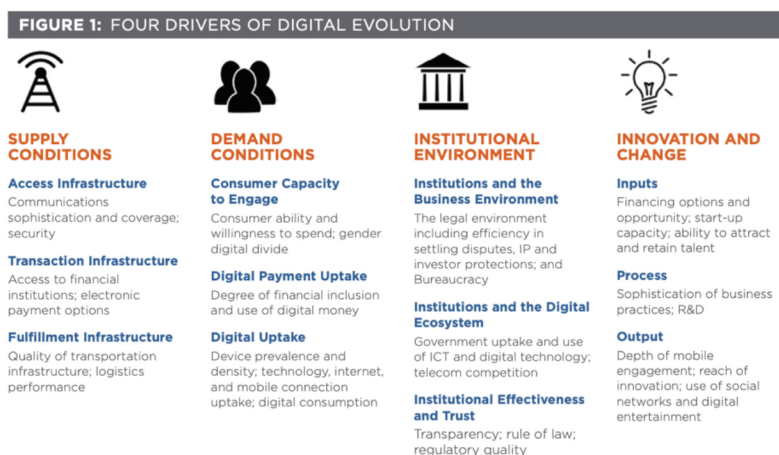 FIGURE 1: FOUR DRIVERS OF DIGITAL EVOLUTION
SUPPLY
CONDITIONS
Access Infrastructure
Communications
sophistication and coverage;
security
Transaction Infrastructure
Access to financial
institutions; electronic
payment options
Fulfillment Infrastructure
Quality of transportation
infrastructure; logistics
performance
DEMAND
CONDITIONS
Consumer Capacity
to Engage
Consumer ability and
willingness to spend; gender
digital divide
Digital Payment Uptake
Degree of financial inclusion
and use of digital money
Digital Uptake
Device prevalence and
density; technology, internet,
and mobile connection
uptake; digital consumption
INSTITUTIONAL
ENVIRONMENT
Institutions and the
Business Environment
The legal environment
including efficiency in
settling disputes, IP and
investor protections; and
Bureaucracy
Institutions and the Digital
Ecosystem
Government uptake and use
of ICT and digital technology;
telecom competition
Institutional Effectiveness
and Trust
Transparency; rule of law;
regulatory quality
INNOVATION AND
CHANGE
Inputs
Financing options and
opportunity; start-up
capacity; ability to attract
and retain talent
Process
Sophistication of business
practices; R&D
Output
Depth of mobile
engagement; reach of
innovation; use of social
networks and digital
entertainment